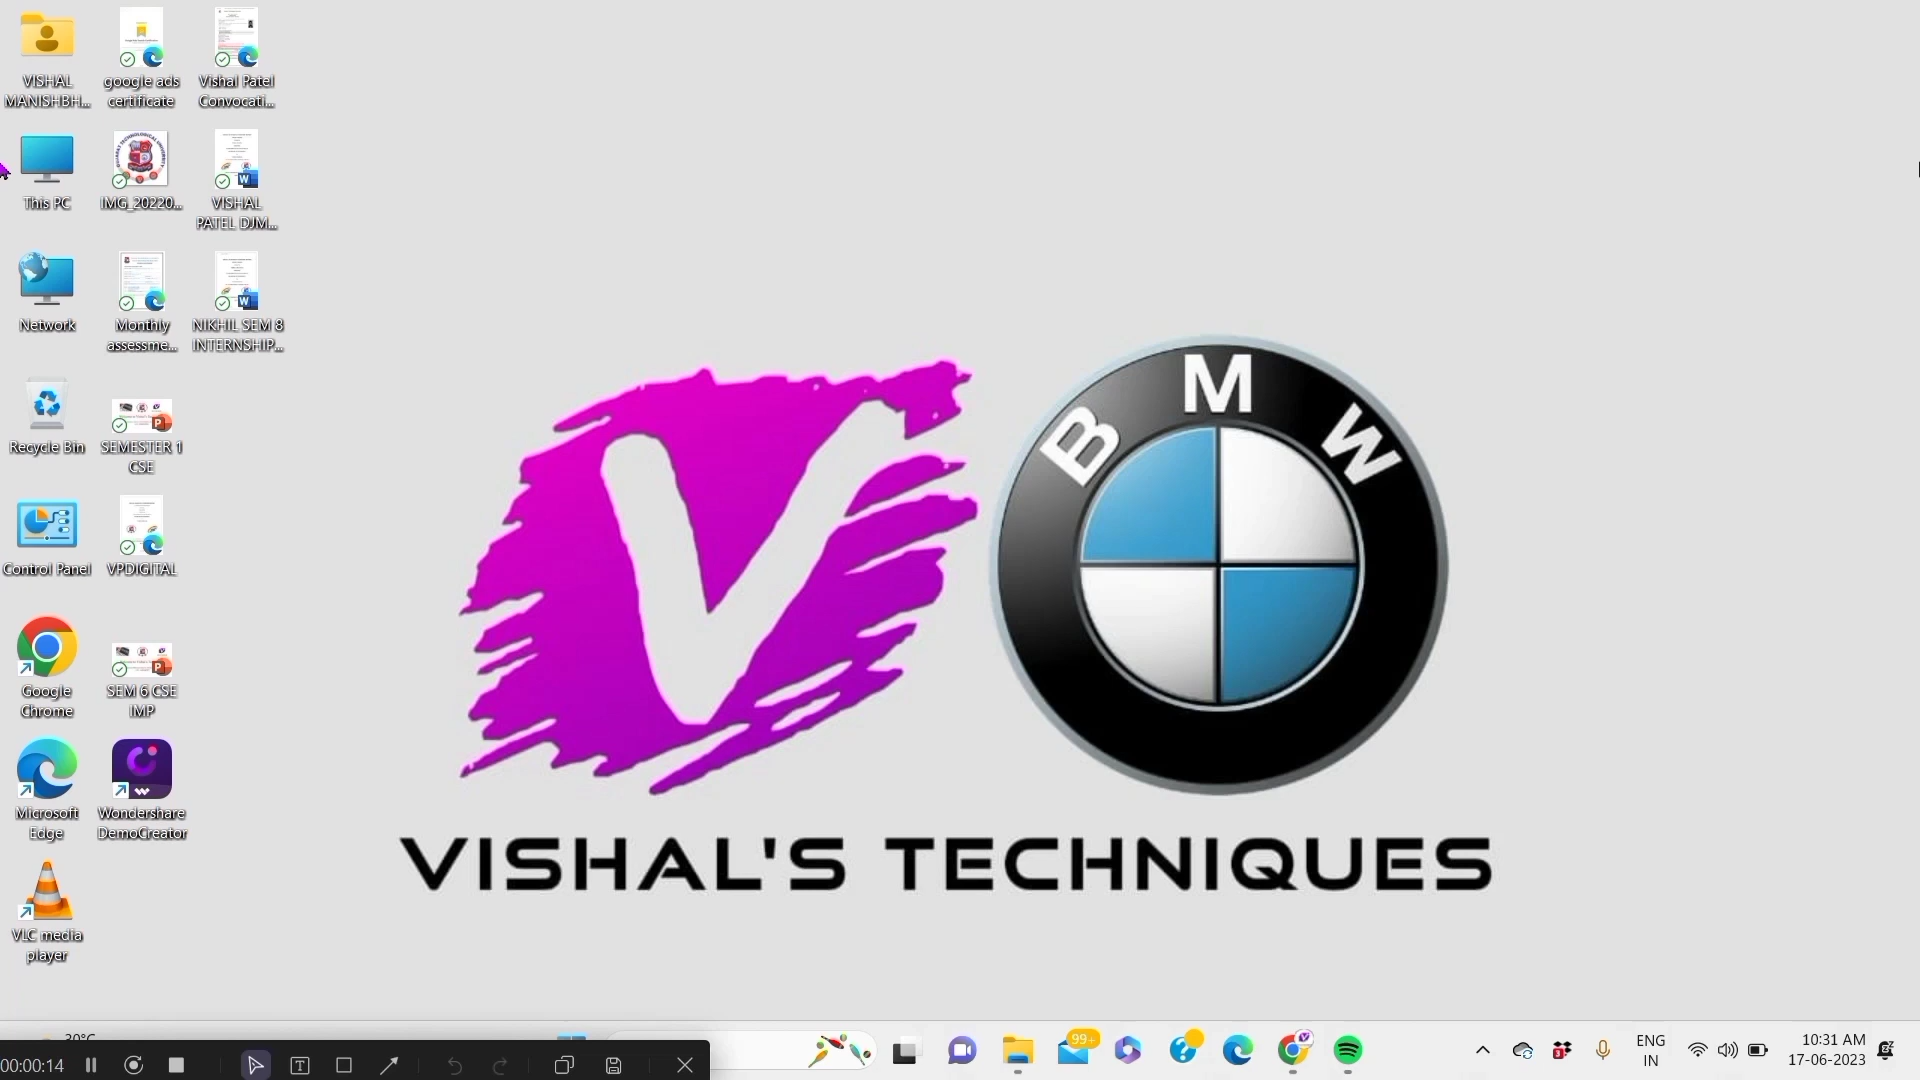 VISHAL
MANISHBH...
google ads
certificate
Vishal Patel
Convocati...
This PC
IMG_20220...
VISHAL
PATEL DJM...
Network
Monthly
assessme...
NIKHIL SEM 8
INTERNSHIP...
Recycle Bin
SEMESTER 1
CSE
Control Panel
VPDIGITAL
Google
Chrome
SEM 6 CSE
IMP
Microsoft
Edge
Wondershare
DemoCreator
VLC media
player
V
BMW
VISHAL'S TECHNIQUES
30°C
00:00:14
99+
ENG
IN
10:31 AM
17-06-2023